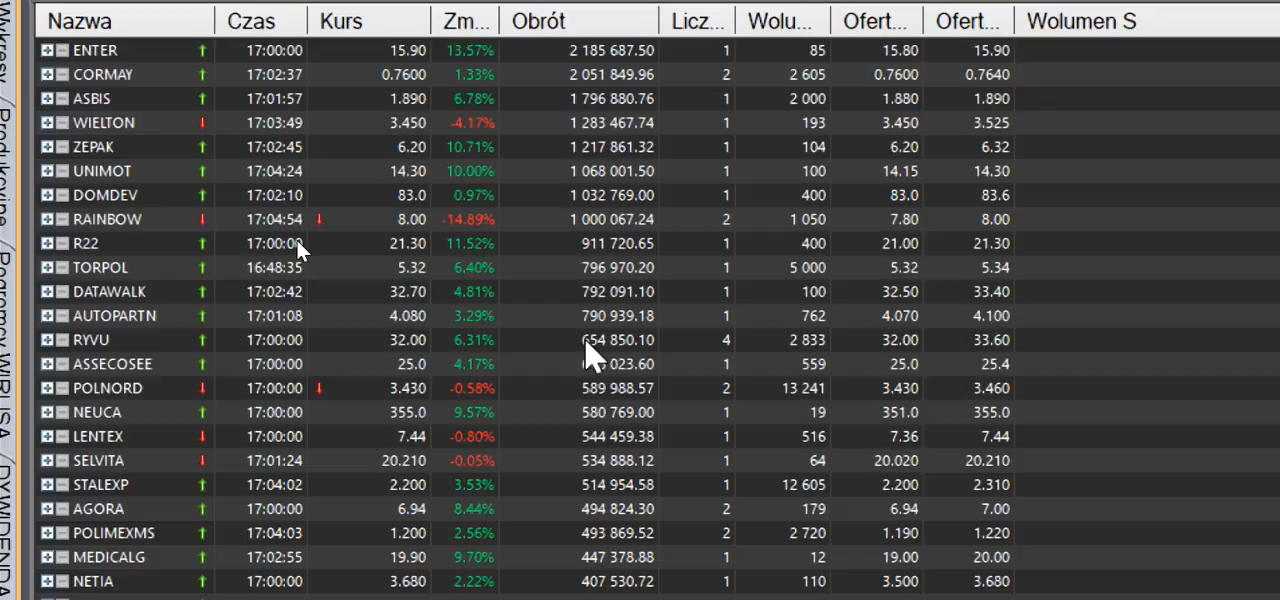 Nazwa Czas Kurs Zm... Obrót Licz... Wolu... Ofert... Ofert... Wolumen S
ENTER 17:00:00 15.90 13.57% 2 185 687.50 1 85 15.80 15.90
CORMAY 17:02:37 0.7600 1.33% 2 051 849.96 2 2 605 0.7600 0.7640
ASBIS 17:01:57 1.890 6.78% 1 796 880.76 1 2 000 1.880 1.890
WIELTON 17:03:49 3.450 -4.17% 1 283 467.74 1 193 3.450 3.525
ZEPAK 17:02:45 6.20 10.71% 1 217 861.32 1 104 6.20 6.32
UNIMOT 17:04:24 14.30 10.00% 1 068 001.50 1 100 14.15 14.30
DOMDEV 17:02:10 83.0 0.97% 1 032 769.00 1 400 83.0 83.6
RAINBOW 17:04:54 8.00 -14.89% 1 000 067.24 2 1 050 7.80 8.00
R22 17:00:00 21.30 11.52% 911 720.65 1 400 21.00 21.30
TORPOL 16:48:35 5.32 6.40% 796 970.20 1 5 000 5.32 5.34
DATAWALK 17:02:42 32.70 4.81% 792 091.10 1 100 32.50 33.40
AUTOPARTN 17:01:08 4.080 3.29% 790 939.18 1 762 4.070 4.100
RYVU 17:00:00 32.00 6.31% 654 850.10 4 2 833 32.00 33.60
ASSECOSEE 17:00:00 25.0 4.17% 023.60 1 559 25.0 25.4
POLNORD 17:00:00 3.430 -0.58% 589 988.57 2 13 241 3.430 3.460
NEUCA 17:00:00 355.0 9.57% 580 769.00 1 19 351.0 355.0
LENTEX 17:00:00 7.44 -0.80% 544 459.38 1 516 7.36 7.44
SELVITA 17:01:24 20.210 -0.05% 534 888.12 1 64 20.020 20.210
STALEXP 17:04:02 2.200 3.53% 514 954.58 1 12 605 2.200 2.310
AGORA 17:00:00 6.94 8.44% 494 824.30 2 179 6.94 7.00
POLIMEXMS 17:04:03 1.200 2.56% 493 869.52 2 2 720 1.190 1.220
MEDICALG 17:02:55 19.90 9.70% 447 378.88 1 12 19.00 20.00
NETIA 17:00:00 3.680 2.22% 407 530.72 1 110 3.500 3.680
Wykresy
Produkcyjne
Pogromcy WIRUSA
DYWIDENDA